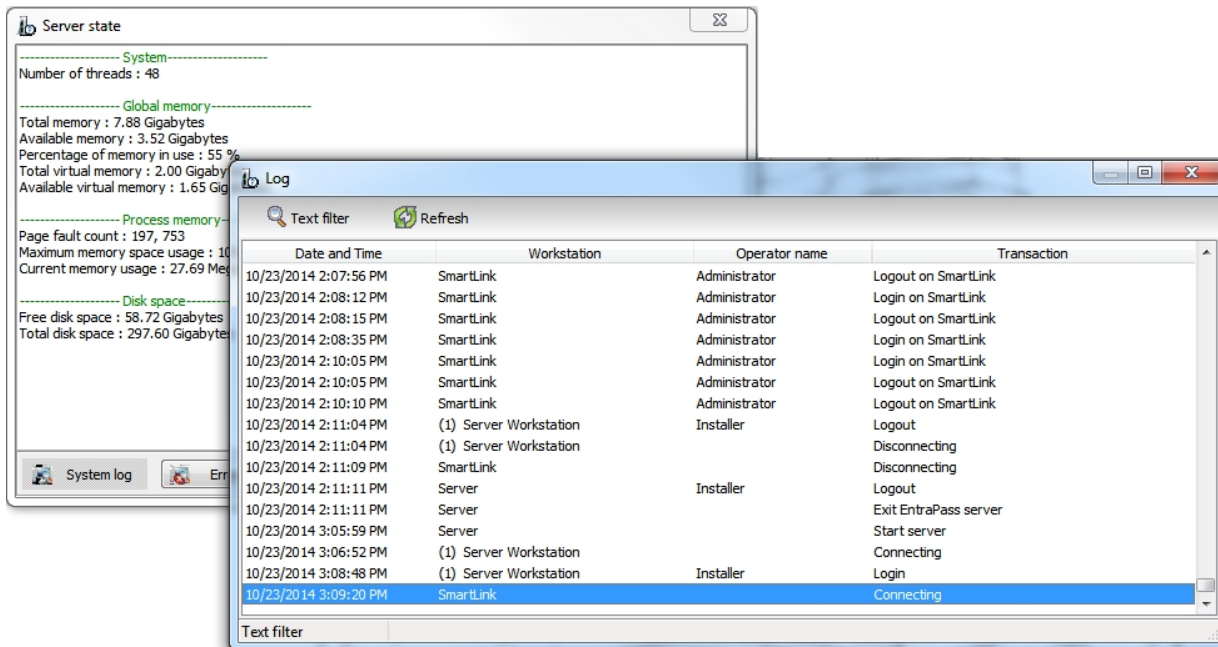 Server state
-------------------- System--------------------
Number of threads : 48
-------------------- Global memory--------------------
Total memory : 7.88 Gigabytes
Available memory : 3.52 Gigabytes
Percentage of memory in use : 55 %
Total virtual memory : 2.00
Available virtual memory : 1.65
-------------------- Process memory--
Page fault count : 197, 753
Maximum memory space usage :
Current memory usage : 27.69
-------------------- Disk space---------
Free disk space : 58.72 Gigabytes
Total disk space : 297.60 Gigabytes
System log
Log
Text filter Refresh
Date and Time Workstation Operator name Transaction
10/23/2014 2:07:56 PM SmartLink Administrator Logout on SmartLink
10/23/2014 2:08:12 PM SmartLink Administrator Login on SmartLink
10/23/2014 2:08:15 PM SmartLink Administrator Logout on SmartLink
10/23/2014 2:08:35 PM SmartLink Administrator Login on SmartLink
10/23/2014 2:10:05 PM SmartLink Administrator Login on SmartLink
10/23/2014 2:10:05 PM SmartLink Administrator Logout on SmartLink
10/23/2014 2:10:10 PM SmartLink Administrator Logout on SmartLink
10/23/2014 2:11:04 PM (1) Server Workstation Installer Logout
10/23/2014 2:11:04 PM (1) Server Workstation Disconnecting
10/23/2014 2:11:09 PM SmartLink Disconnecting
10/23/2014 2:11:11 PM Server Installer Logout
10/23/2014 2:11:11 PM Server Exit EntraPass server
10/23/2014 3:05:59 PM Server Start server
10/23/2014 3:06:52 PM (1) Server Workstation Connecting
10/23/2014 3:08:48 PM (1) Server Workstation Installer Login
10/23/2014 3:09:20 PM SmartLink Connecting
Text filter